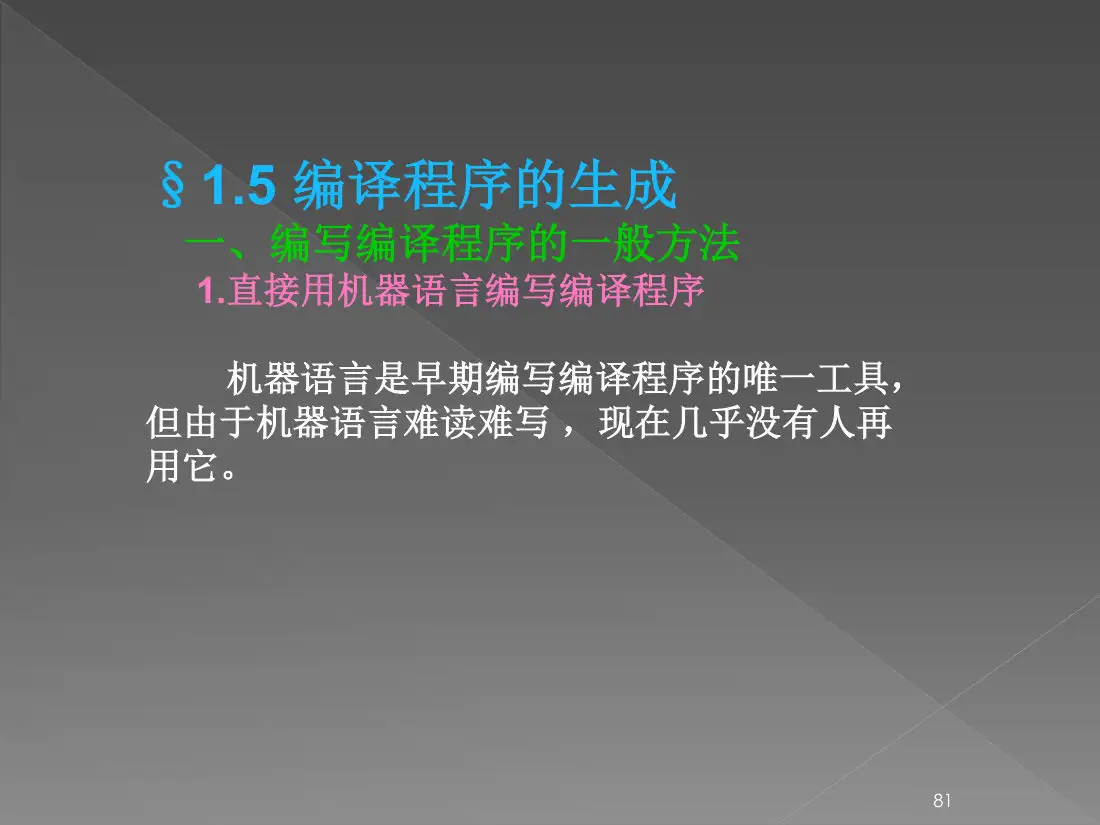 §1.5 编译程序的生成
一、编写编译程序的一般方法
1.直接用机器语言编写编译程序
机器语言是早期编写编译程序的唯一工具，
但由于机器语言难读难写 ，现在几乎没有人再
用它。
81